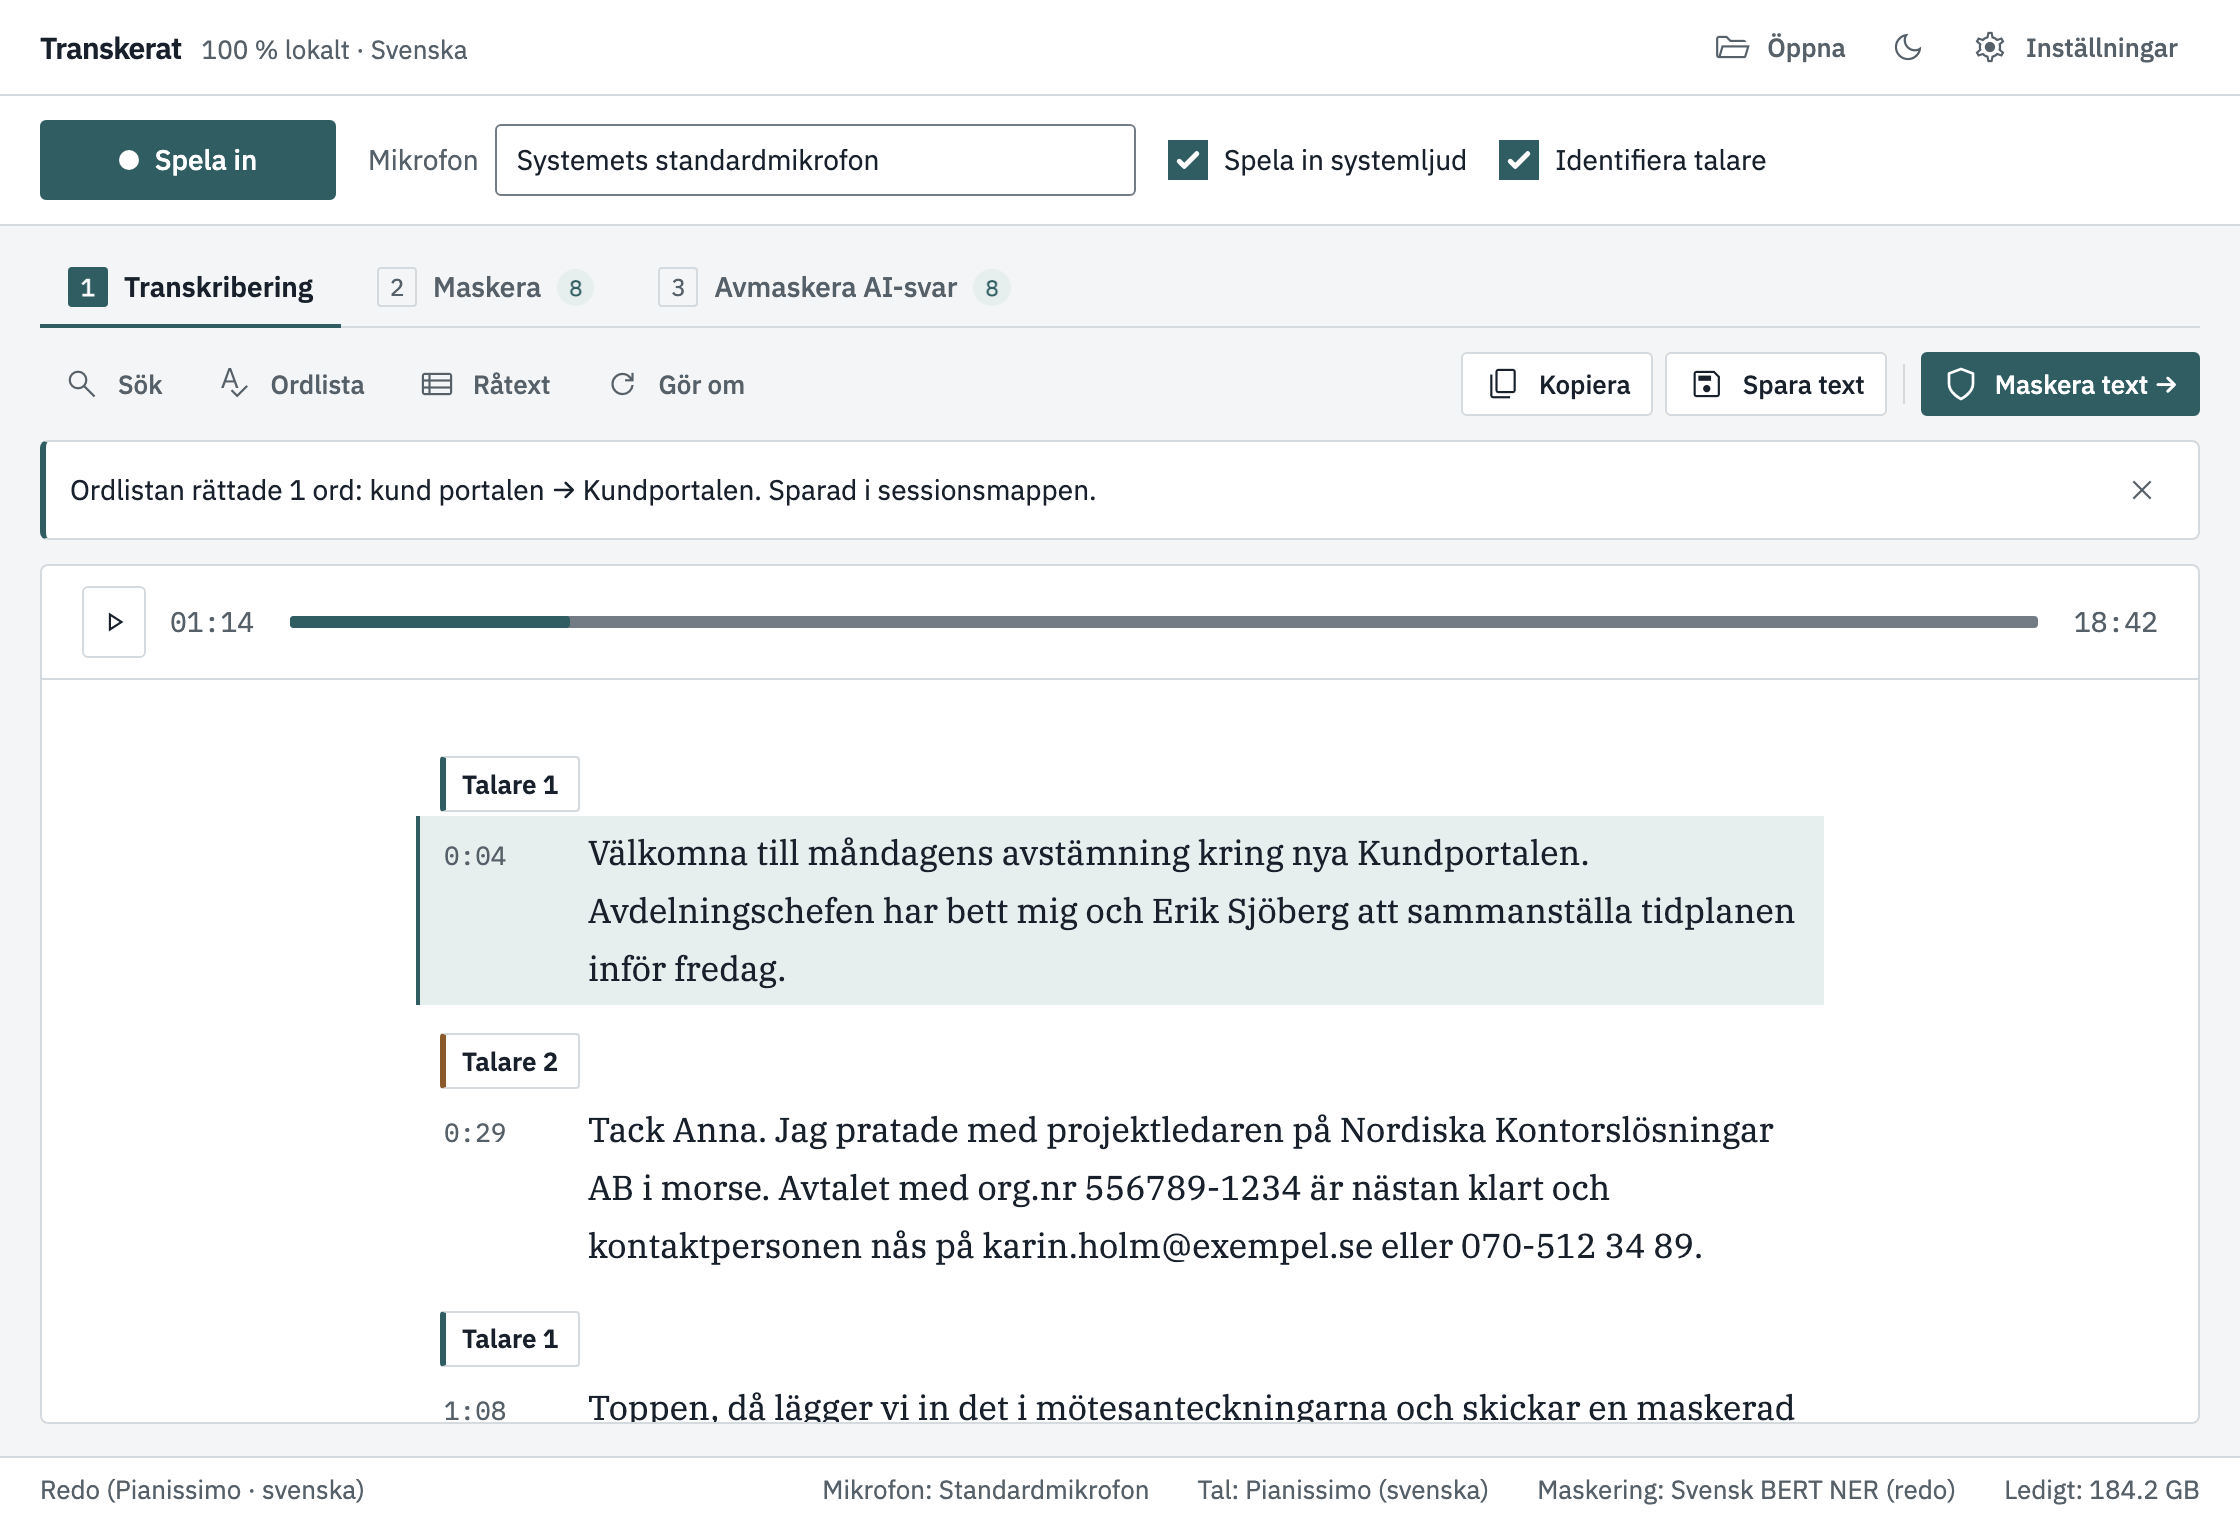 Transkerat 100 % lokalt · Svenska
Öppna Inställningar
Spela in Mikrofon Systemets standardmikrofon Spela in systemljud Identifiera talare
1 Transkribering 2 Maskera 8 3 Avmaskera AI-svar 8
Sök Ordlista Råtext Gör om Kopiera Spara text Maskera text →
Ordlistan rättade 1 ord: kund portalen → Kundportalen. Sparad i sessionsmappen.
01:14 18:42
Talare 1
0:04 Välkomna till måndagens avstämning kring nya Kundportalen.
Avdelningschefen har bett mig och Erik Sjöberg att sammanställa tidplanen
inför fredag.
Talare 2
0:29 Tack Anna. Jag pratade med projektledaren på Nordiska Kontorslösningar
AB i morse. Avtalet med org.nr 556789-1234 är nästan klart och
kontaktpersonen nås på karin.holm@exempel.se eller 070-512 34 89.
Talare 1
1:08 Toppen, då lägger vi in det i mötesanteckningarna och skickar en maskerad
Redo (Pianissimo · svenska) Mikrofon: Standardmikrofon Tal: Pianissimo (svenska) Maskering: Svensk BERT NER (redo) Ledigt: 184.2 GB